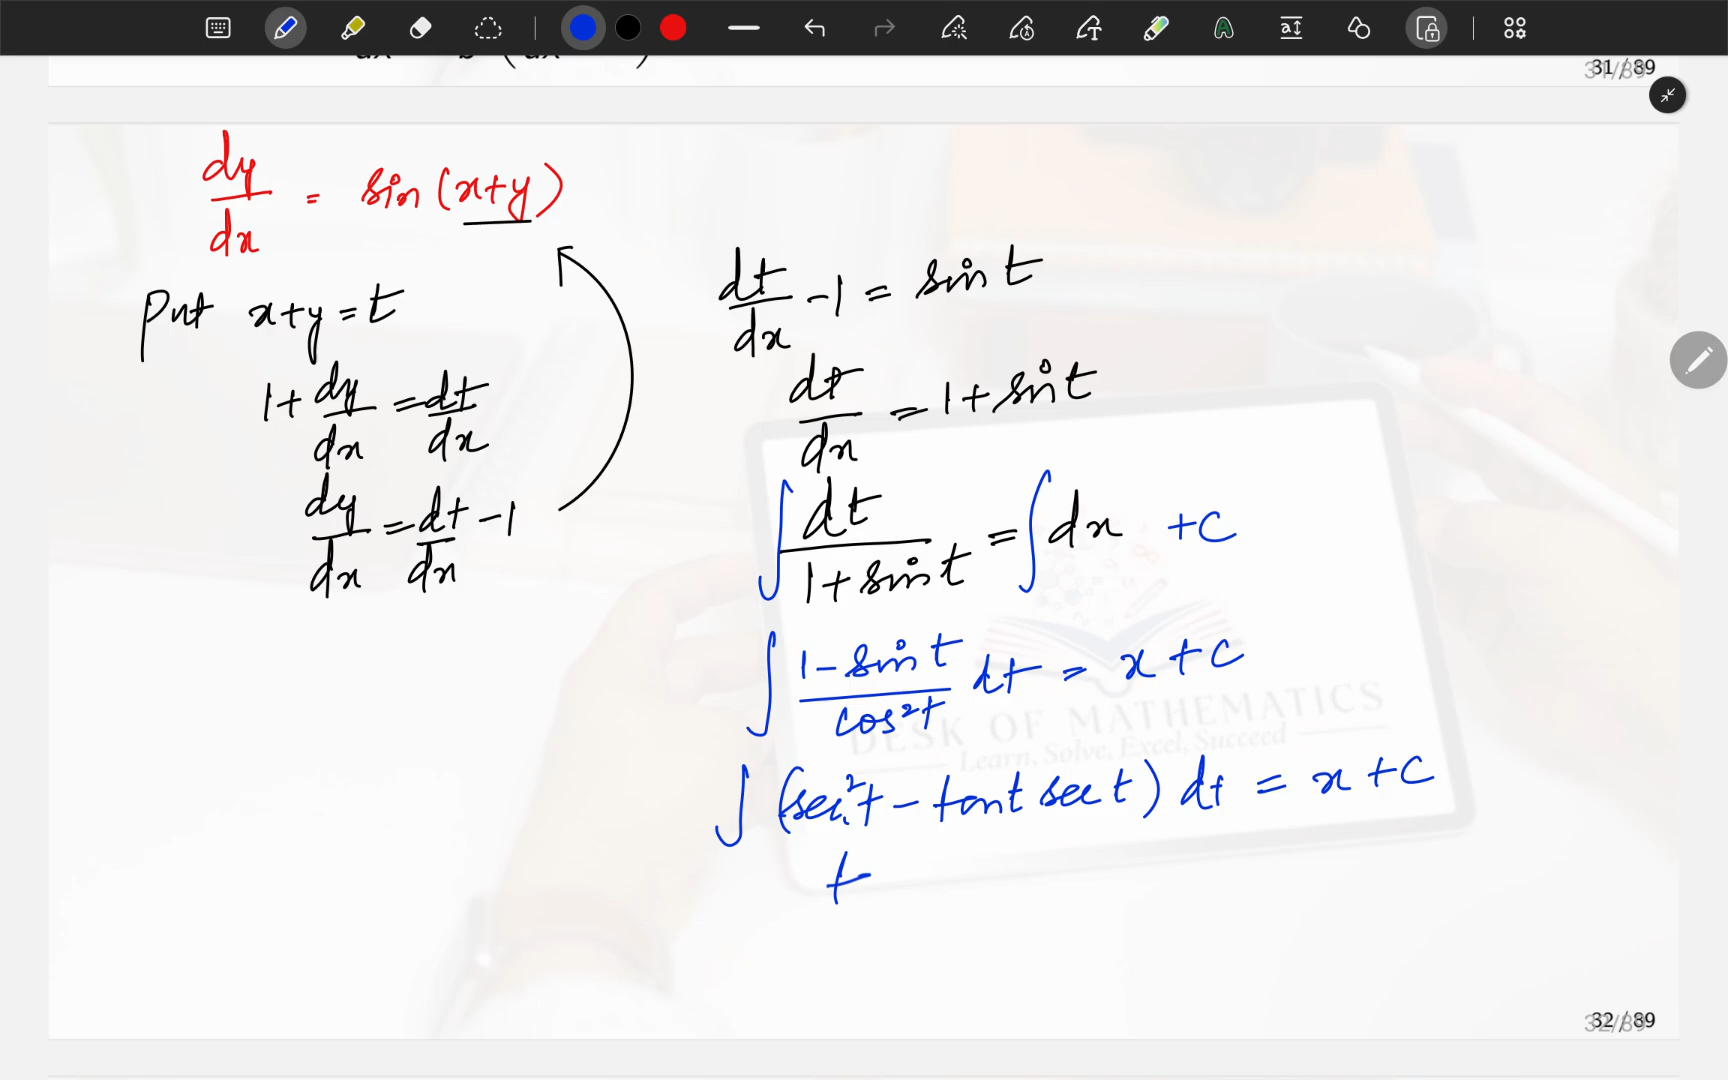 31 / 89
dy/dx = sin (x+y)
Put x+y = t
1 + dy/dx = dt/dx
dy/dx = dt/dx - 1
dt/dx - 1 = sin t
dt/dx = 1 + sin t
∫ dt/(1 + sin t) = ∫ dx + c
∫ (1 - sin t)/cos²t dt = x + c
∫ (sec²t - tant sec t) dt = x + c
t
DESK OF MATHEMATICS
Learn, Solve, Excel, Succeed
32 / 89